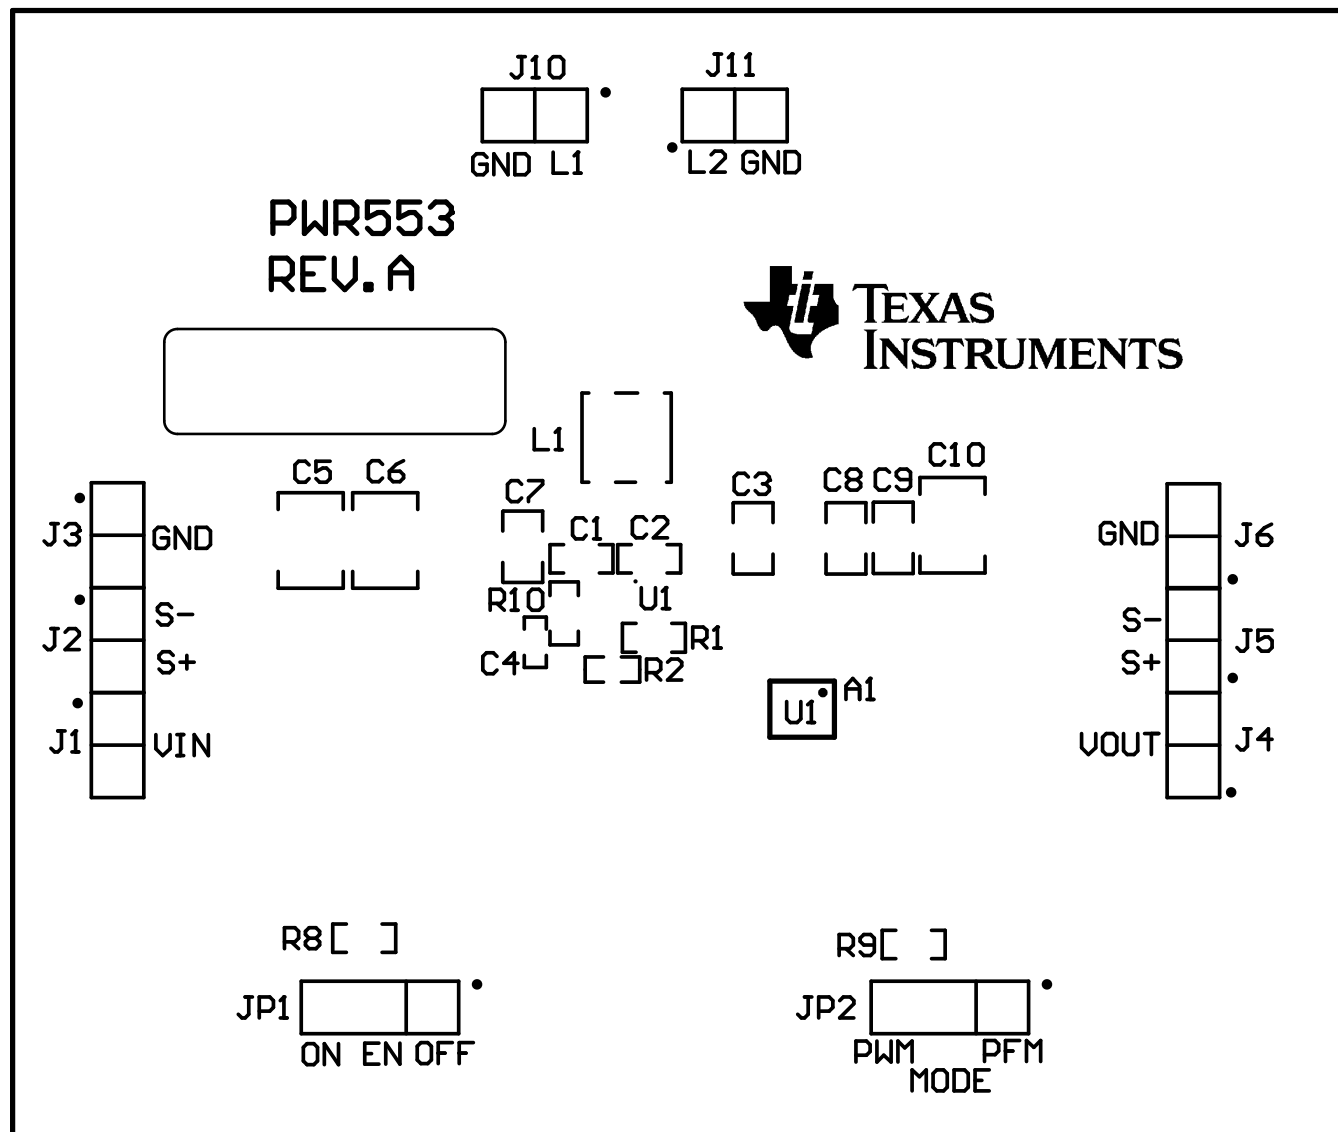 J10 J11
GND L1 L2 GND
PWR553
REV.A
TEXAS
INSTRUMENTS
L1
C5 C6 C7 C3 C8 C9 C10
C1 C2
J3 GND
GND J6
R10 U1
S- S-
J2 R1 J5
S+ C4 R2 S+
U1 A1
J1 VIN
VOUT J4
R8 R9
JP1 JP2
ON EN OFF
PWM PFM
MODE